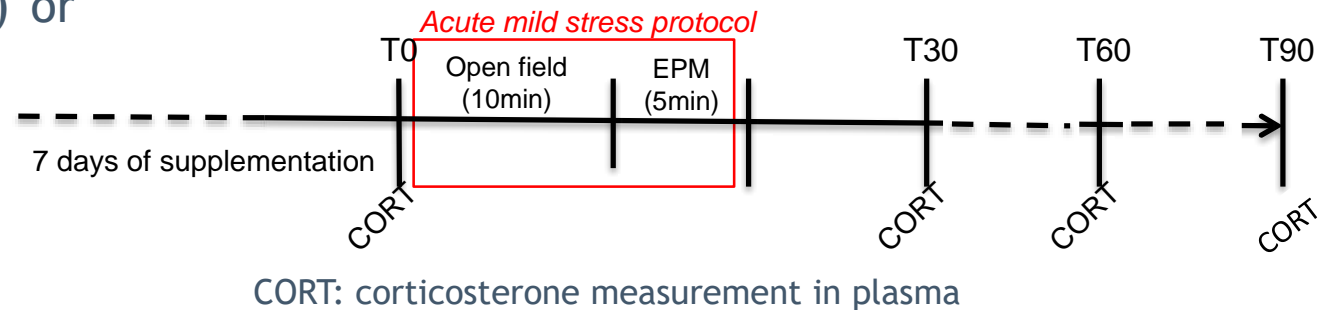 ) or
Acute mild stress protocol
T0
T30
T60
T90
Open field
(10min)
EPM
(5min)
7 days of supplementation
CORT
CORT
CORT
CORT
CORT: corticosterone measurement in plasma